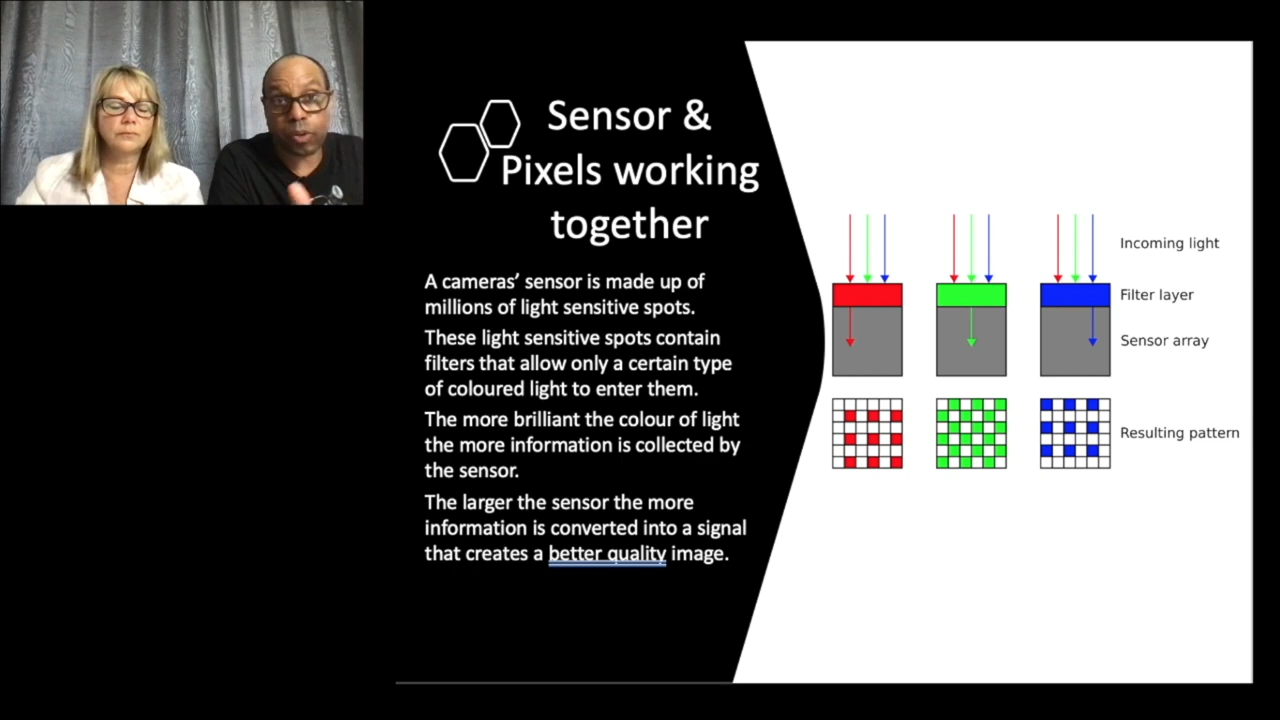 Sensor &
Pixels working
together
A cameras’ sensor is made up of
millions of light sensitive spots.
These light sensitive spots contain
filters that allow only a certain type
of coloured light to enter them.
The more brilliant the colour of light
the more information is collected by
the sensor.
The larger the sensor the more
information is converted into a signal
that creates a better quality image.
Incoming light
Filter layer
Sensor array
Resulting pattern